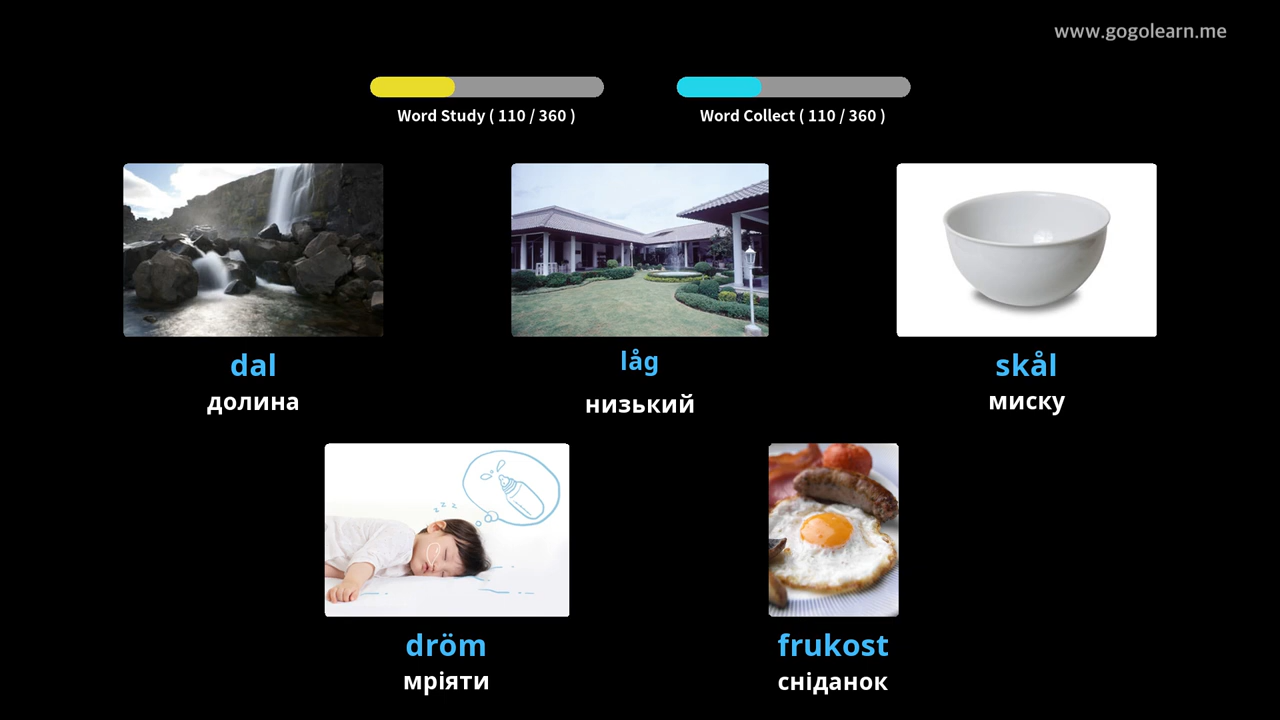 www.gogolearn.me
Word Study ( 110 / 360 )
Word Collect ( 110 / 360 )
dal
долина
låg
низький
skål
миску
dröm
мріяти
frukost
сніданок